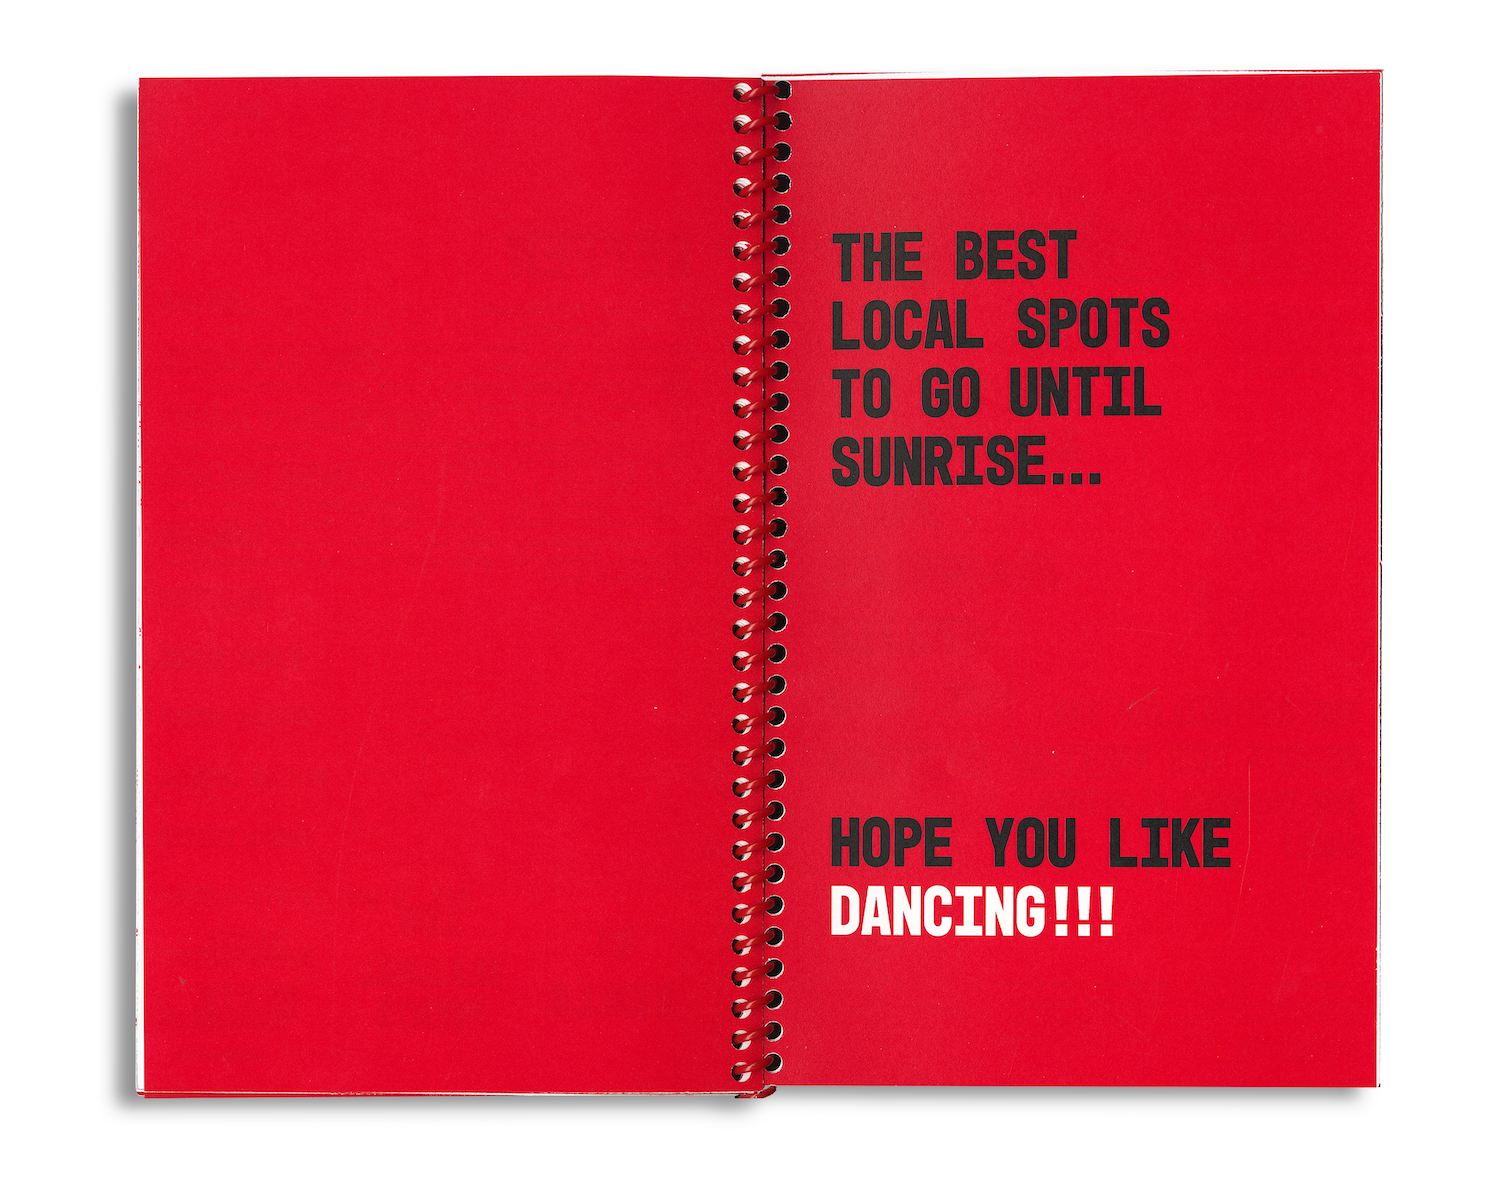 THE BEST
LOCAL SPOTS
TO GO UNTIL
SUNRISE...
HOPE YOU LIKE
DANCING!!!